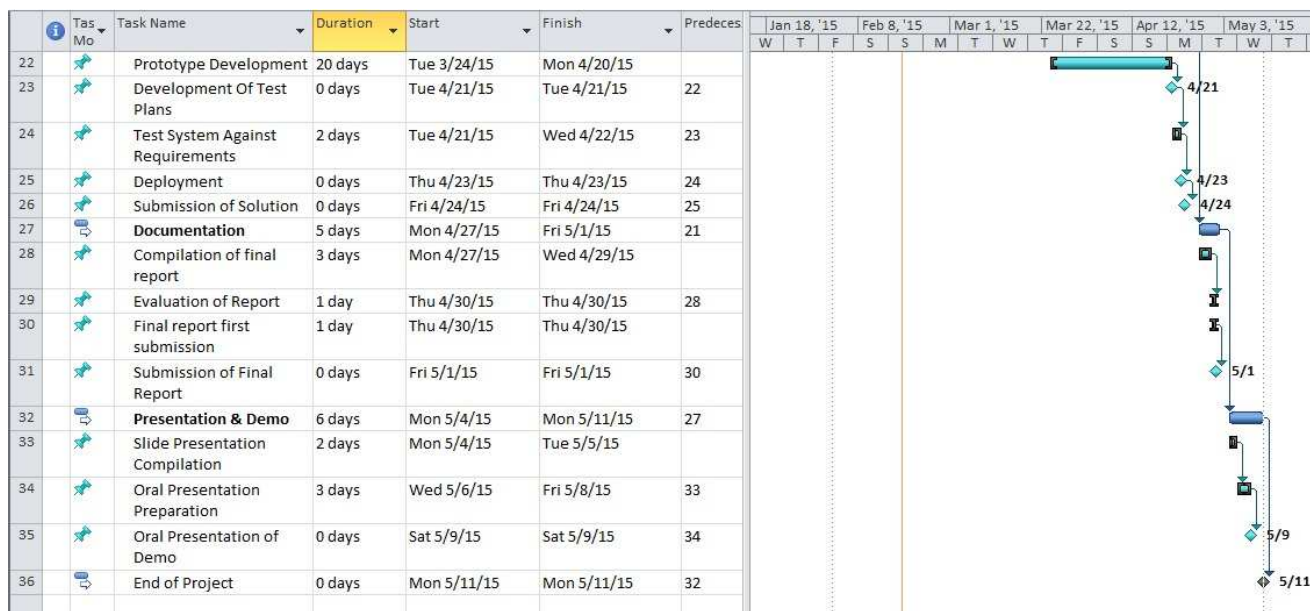 Tas Task Name Duration Start Finish Predeces
Mo
Jan 18, '15 Feb 8, '15 Mar 1, '15 Mar 22, '15 Apr 12, '15 May 3, '15
W T F S S M T W T F S S M T W T
22 Prototype Development 20 days Tue 3/24/15 Mon 4/20/15
23 Development Of Test 0 days Tue 4/21/15 Tue 4/21/15 22 4/21
Plans
24 Test System Against 2 days Tue 4/21/15 Wed 4/22/15 23
Requirements
25 Deployment 0 days Thu 4/23/15 Thu 4/23/15 24 4/23
26 Submission of Solution 0 days Fri 4/24/15 Fri 4/24/15 25 4/24
27 Documentation 5 days Mon 4/27/15 Fri 5/1/15 21
28 Compilation of final 3 days Mon 4/27/15 Wed 4/29/15
report
29 Evaluation of Report 1 day Thu 4/30/15 Thu 4/30/15 28
30 Final report first 1 day Thu 4/30/15 Thu 4/30/15
submission
31 Submission of Final 0 days Fri 5/1/15 Fri 5/1/15 30 5/1
Report
32 Presentation & Demo 6 days Mon 5/4/15 Mon 5/11/15 27
33 Slide Presentation 2 days Mon 5/4/15 Tue 5/5/15
Compilation
34 Oral Presentation 3 days Wed 5/6/15 Fri 5/8/15 33
Preparation
35 Oral Presentation of 0 days Sat 5/9/15 Sat 5/9/15 34 5/9
Demo
36 End of Project 0 days Mon 5/11/15 Mon 5/11/15 32 5/11